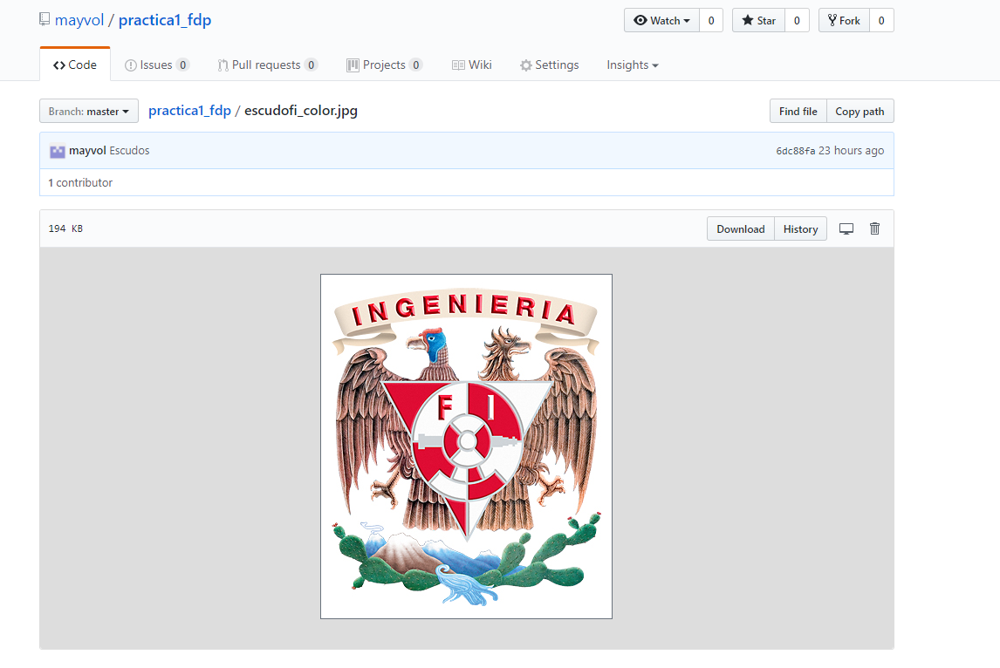 mayvol / practica1_fdp
Watch 0 Star 0 Fork 0
Code Issues 0 Pull requests 0 Projects 0 Wiki Settings Insights
Branch: master practica1_fdp / escudofi_color.jpg Find file Copy path
mayvol Escudos 6dc88fa 23 hours ago
1 contributor
194 KB Download History
INGENIERIA
F I